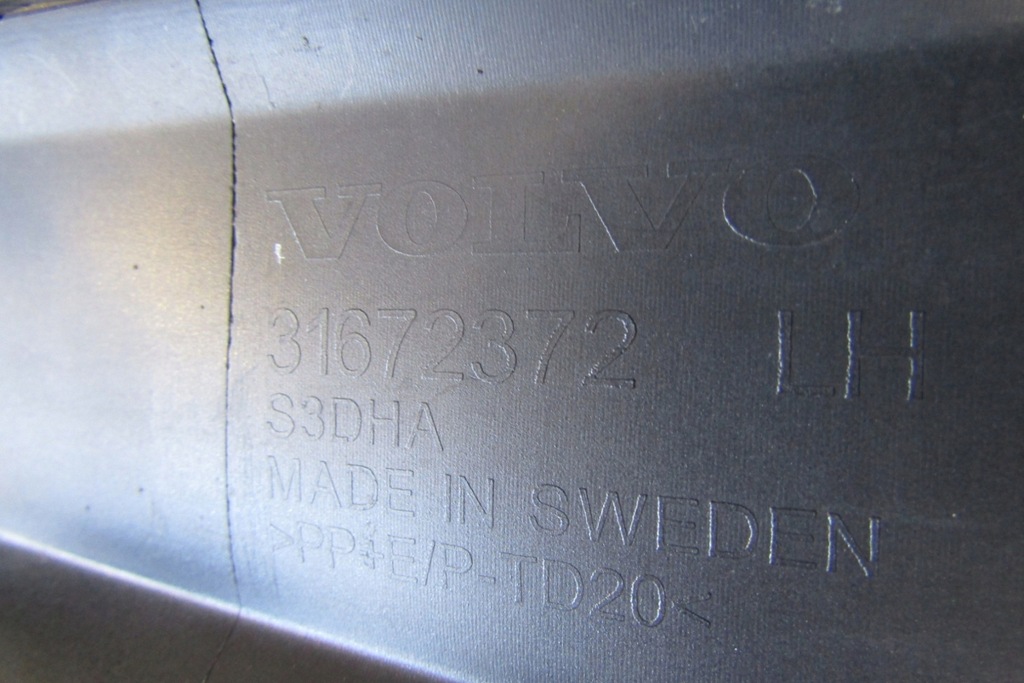 VOLVO
31672372 LH
S3DHA
MADE IN SWEDEN
>PP+E/P-TD20<